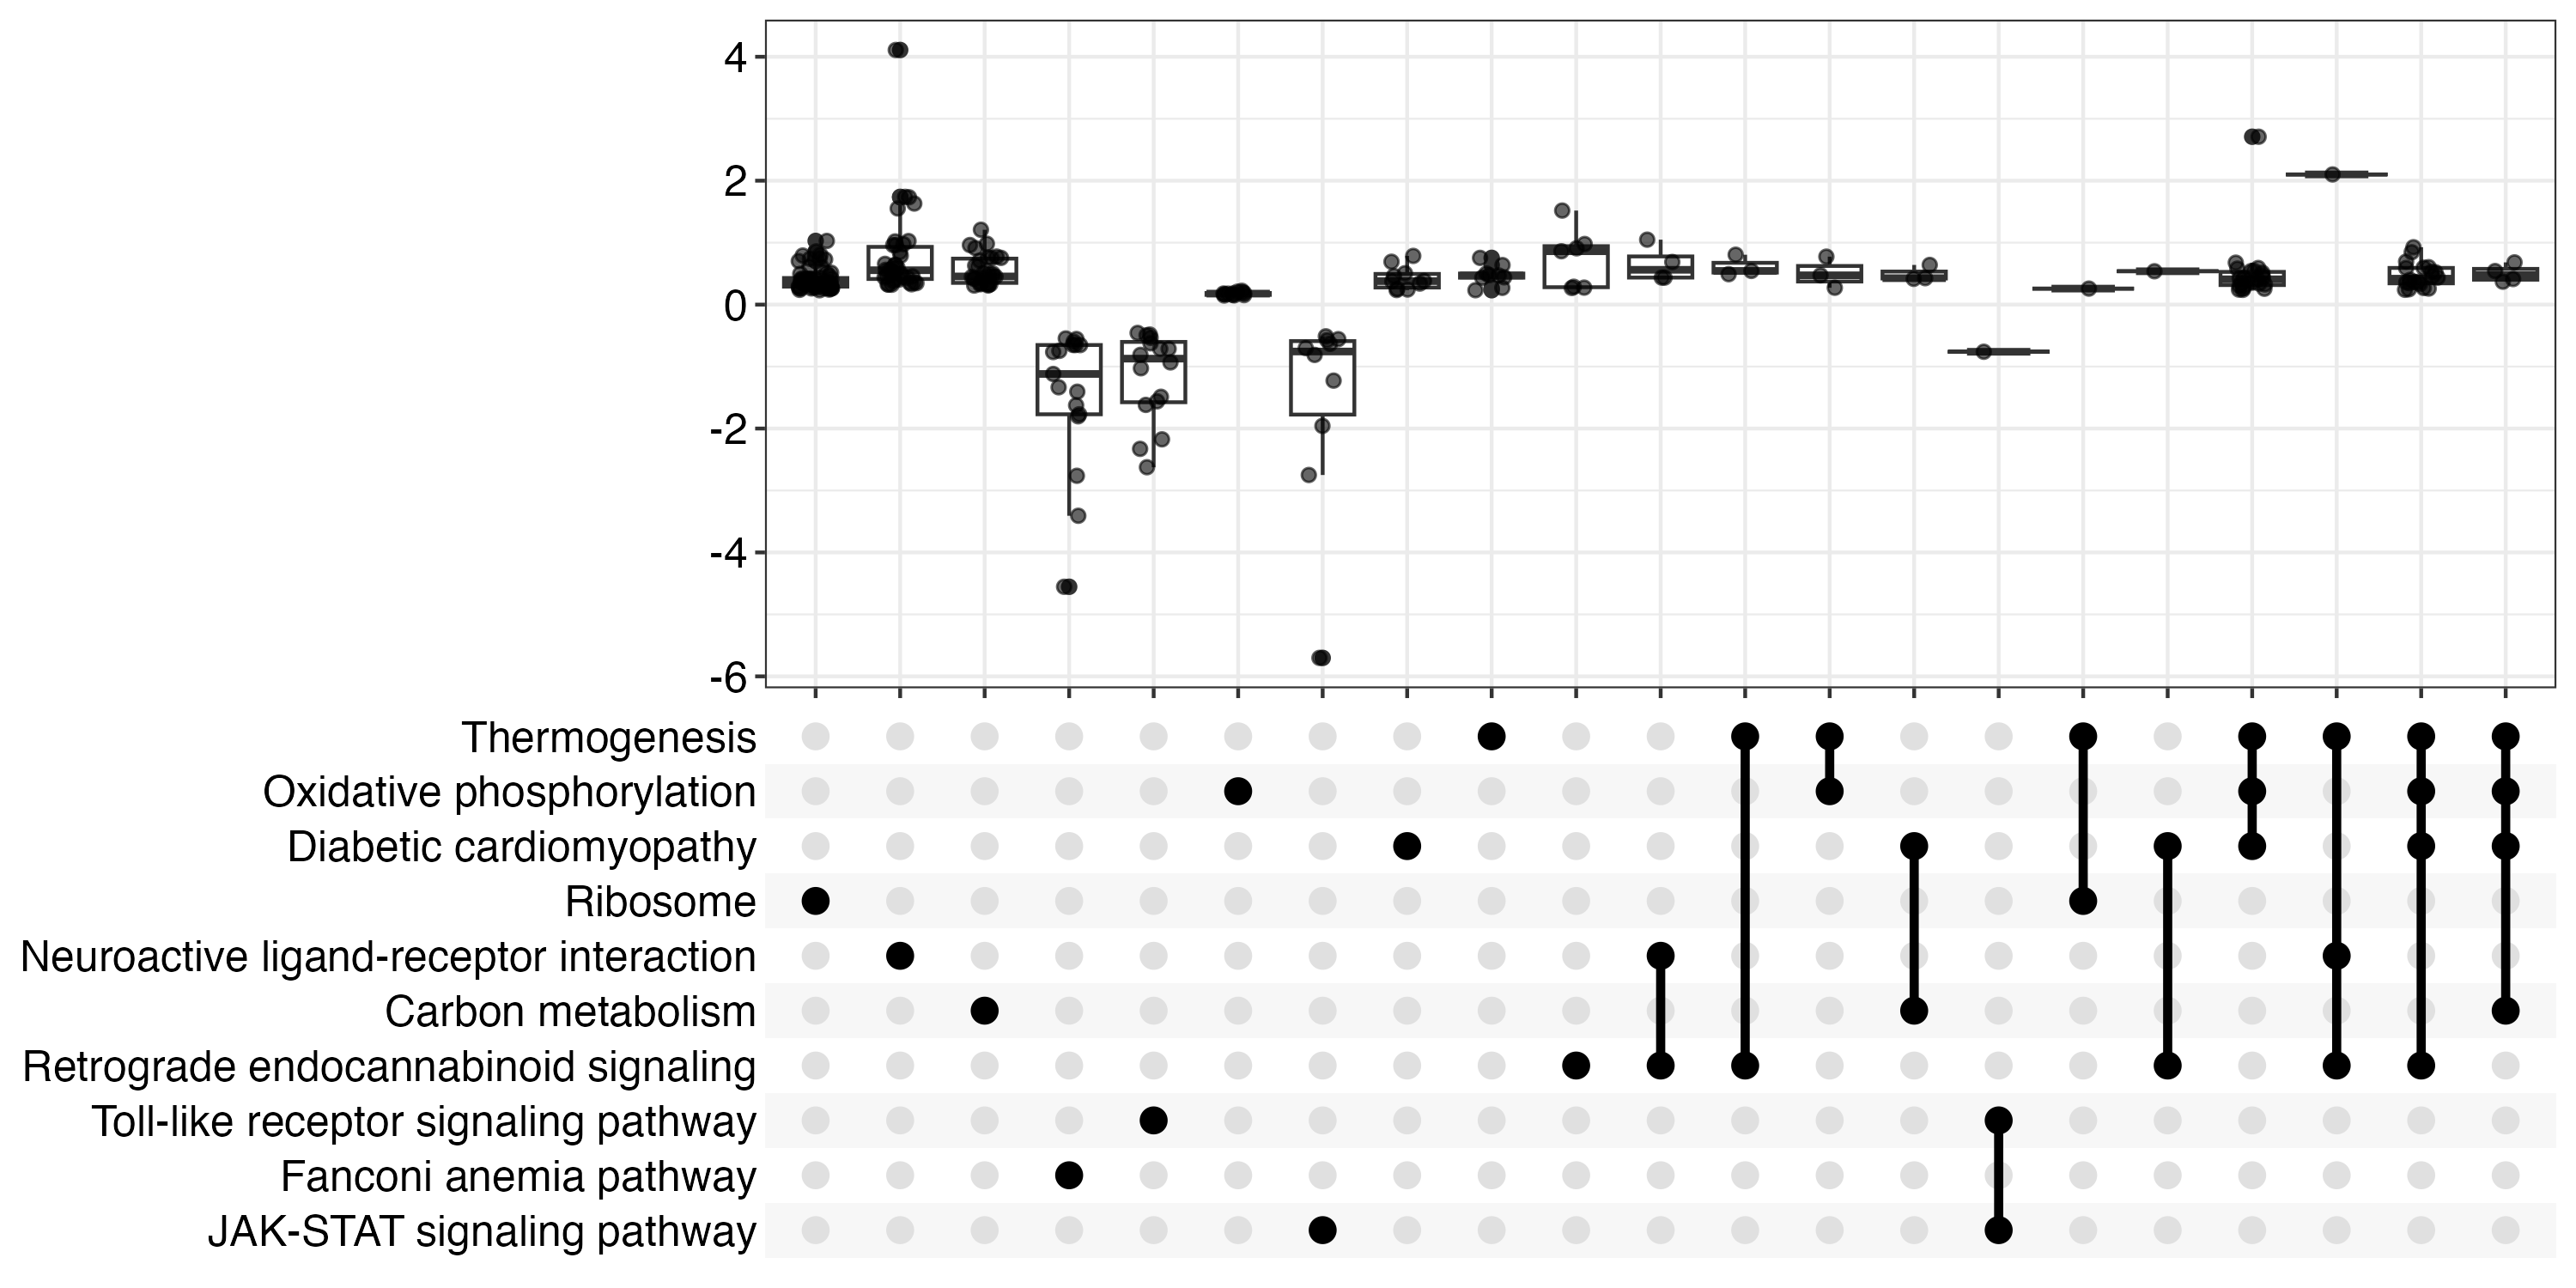 4
2
0
-2
-4
-6
Thermogenesis
Oxidative phosphorylation
Diabetic cardiomyopathy
Ribosome
Neuroactive ligand-receptor interaction
Carbon metabolism
Retrograde endocannabinoid signaling
Toll-like receptor signaling pathway
Fanconi anemia pathway
JAK-STAT signaling pathway